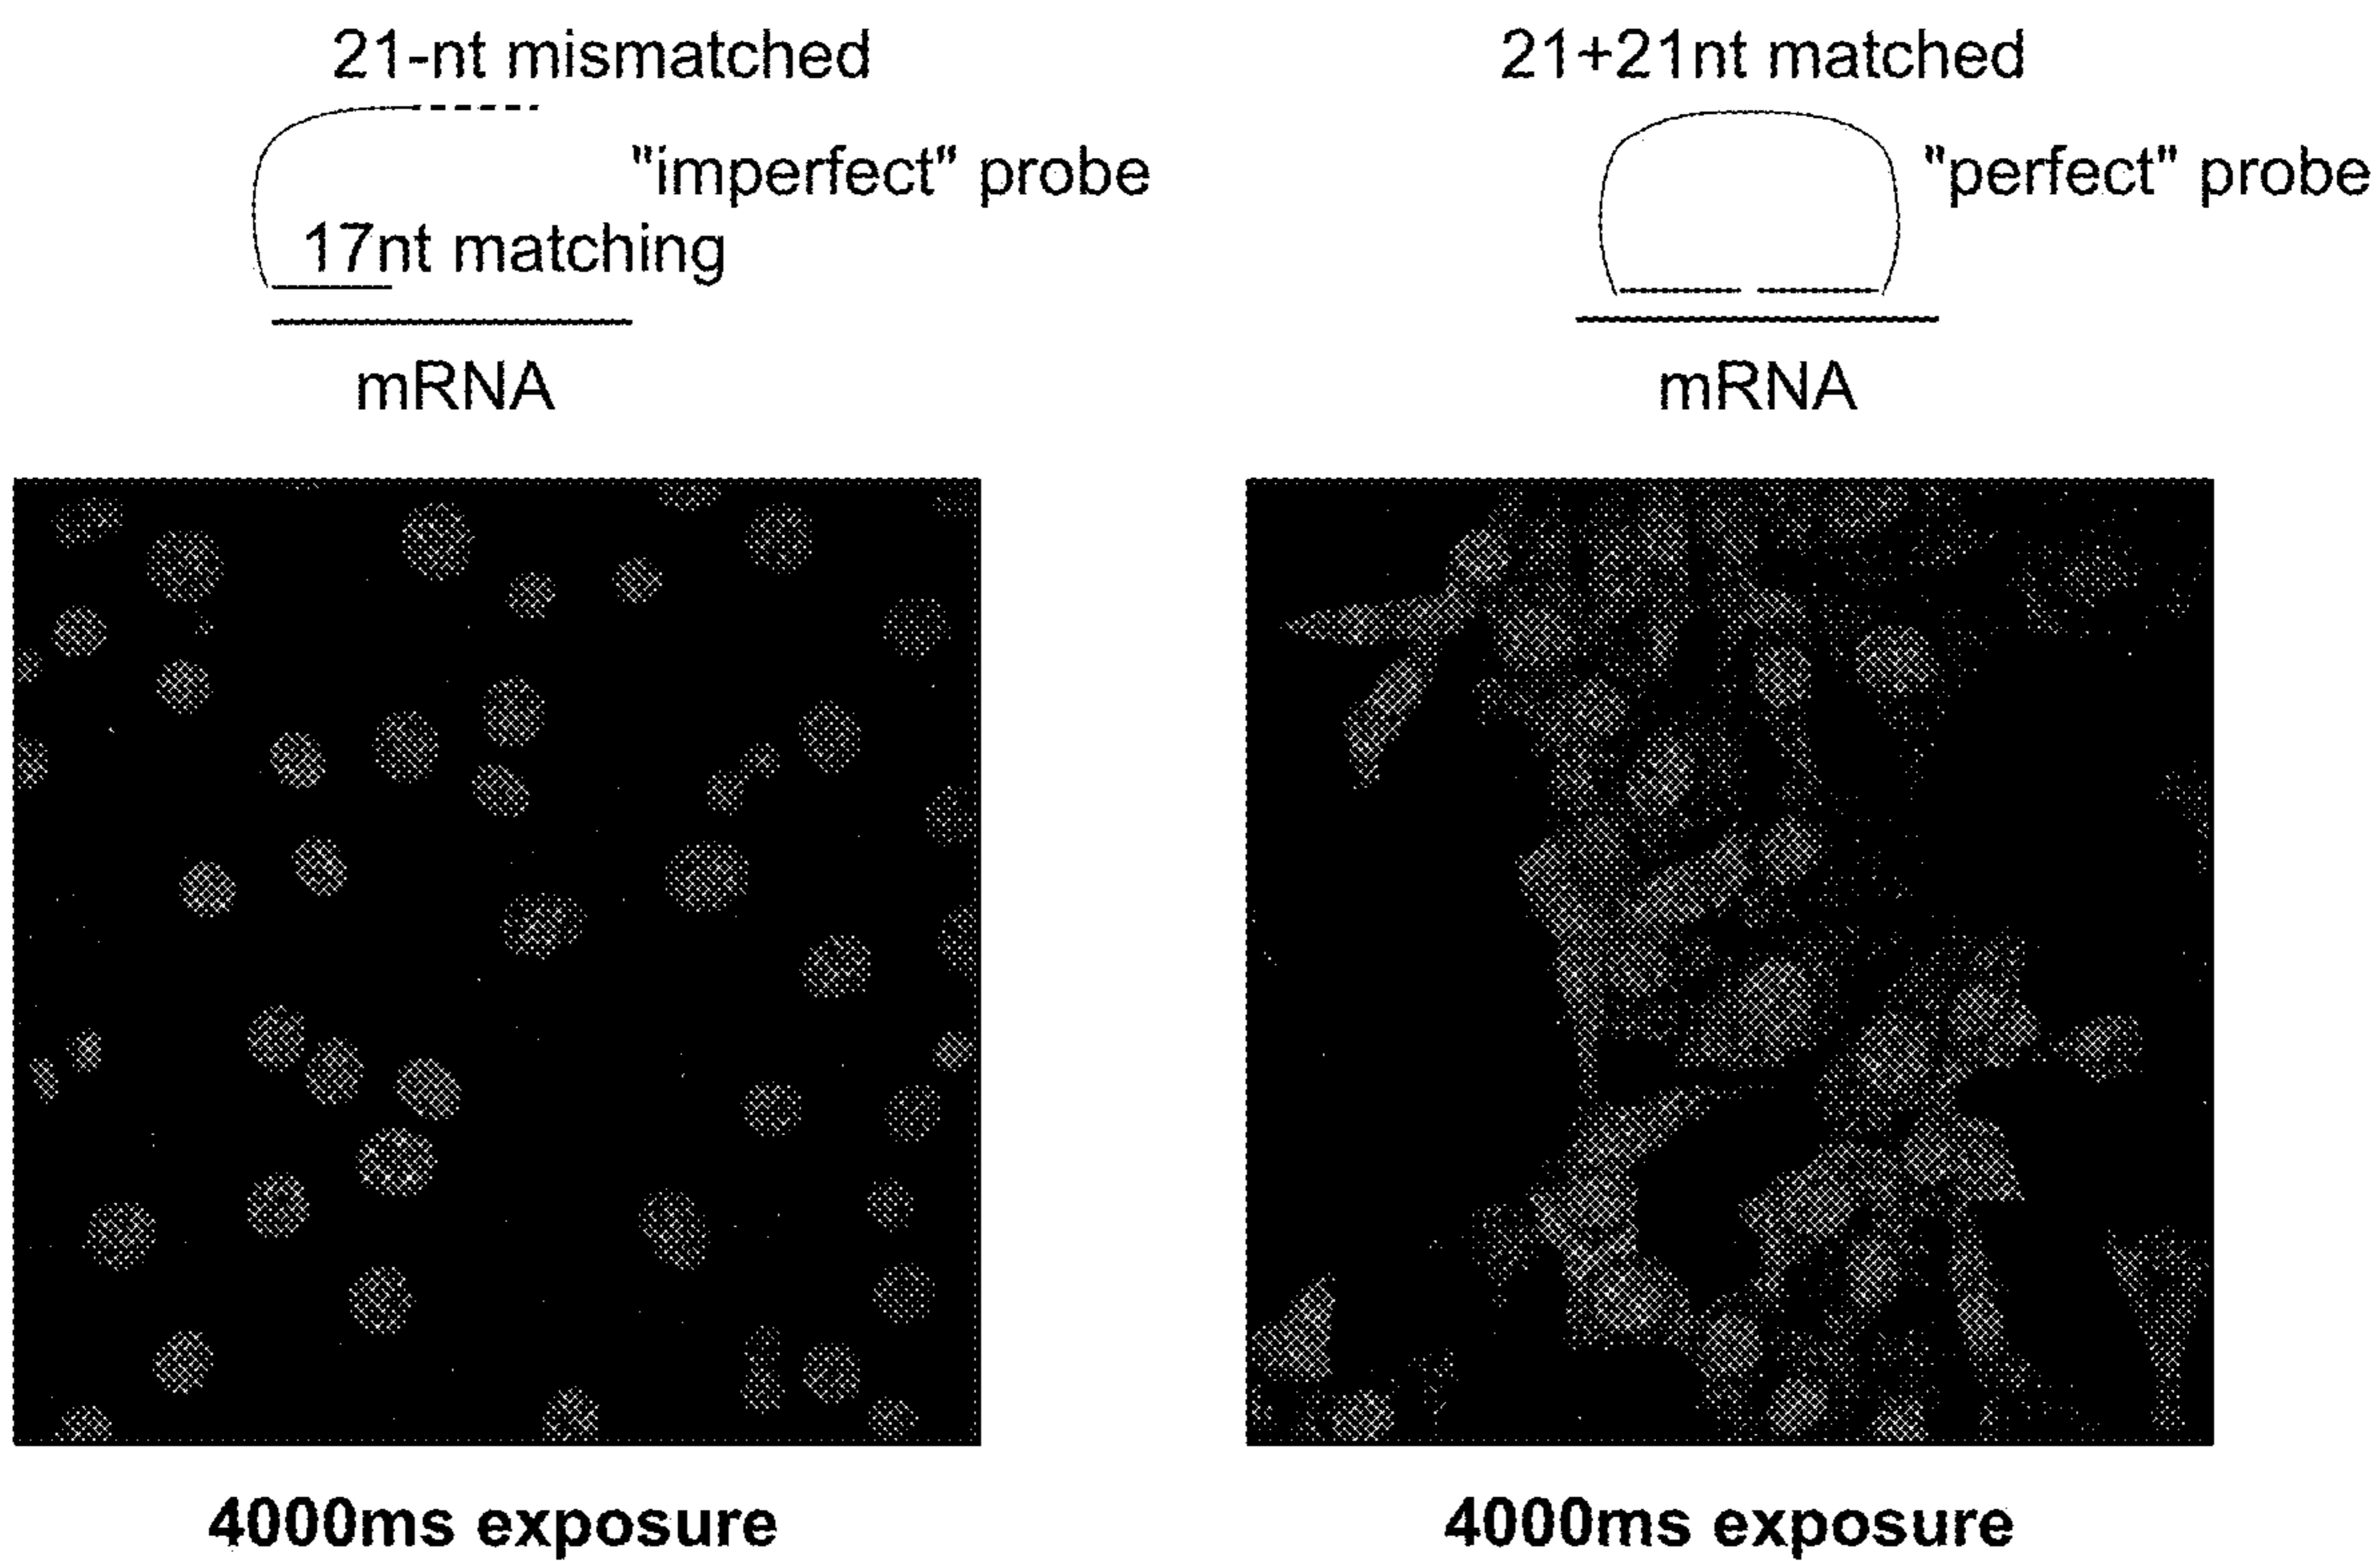 21-nt mismatched
"imperfect" probe
17nt matching
mRNA
4000ms exposure
21+21nt matched
"perfect" probe
mRNA
4000ms exposure